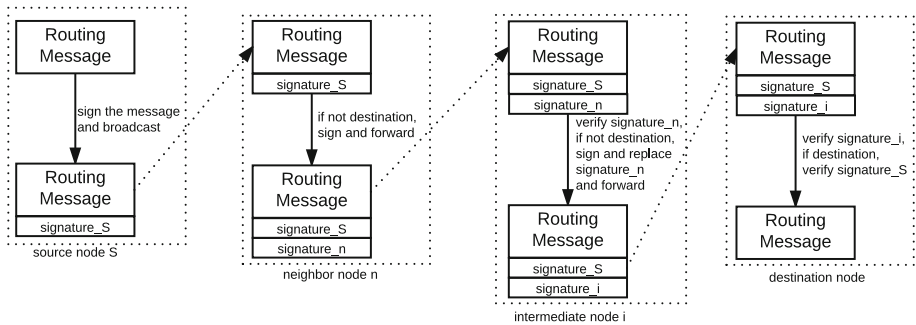 Routing
Message
sign the message
and broadcast
Routing
Message
signature_S
source node S
Routing
Message
signature_S
if not destination,
sign and forward
Routing
Message
signature_S
signature_n
neighbor node n
Routing
Message
signature_S
signature_n
verify signature_n,
if not destination,
sign and replace
signature_n
and forward
Routing
Message
signature_S
signature_i
intermediate node i
Routing
Message
signature_S
signature_i
verify signature_i,
if destination,
verify signature_S
Routing
Message
destination node